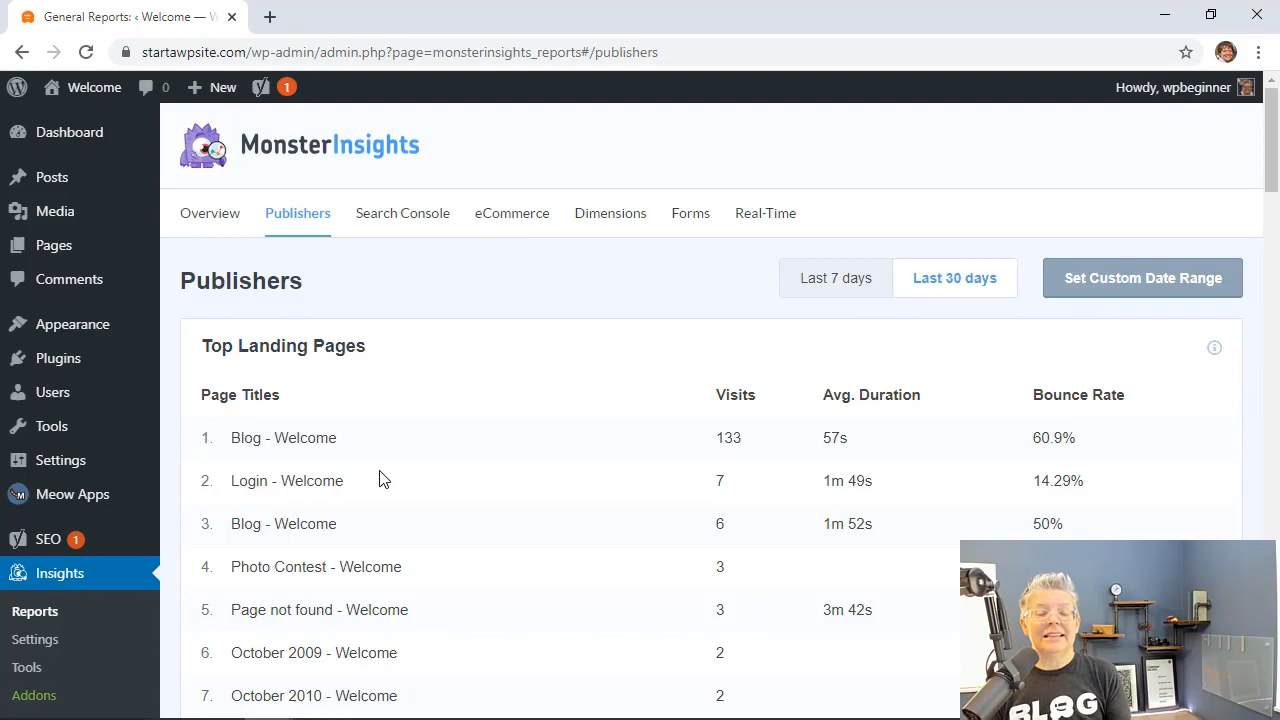 General Reports: ‹ Welcome — W
startawpsite.com/wp-admin/admin.php?page=monsterinsights_reports#/publishers
Welcome 0 New 1 Howdy, wpbeginner
Dashboard
Posts
Media
Pages
Comments
Appearance
Plugins
Users
Tools
Settings
Meow Apps
SEO 1
Insights
Reports
Settings
Tools
Addons
MonsterInsights
Overview Publishers Search Console eCommerce Dimensions Forms Real-Time
Publishers Last 7 days Last 30 days Set Custom Date Range
Top Landing Pages
Page Titles Visits Avg. Duration Bounce Rate
1. Blog - Welcome 133 57s 60.9%
2. Login - Welcome 7 1m 49s 14.29%
3. Blog - Welcome 6 1m 52s 50%
4. Photo Contest - Welcome 3
5. Page not found - Welcome 3 3m 42s
6. October 2009 - Welcome 2
7. October 2010 - Welcome 2
BLOG